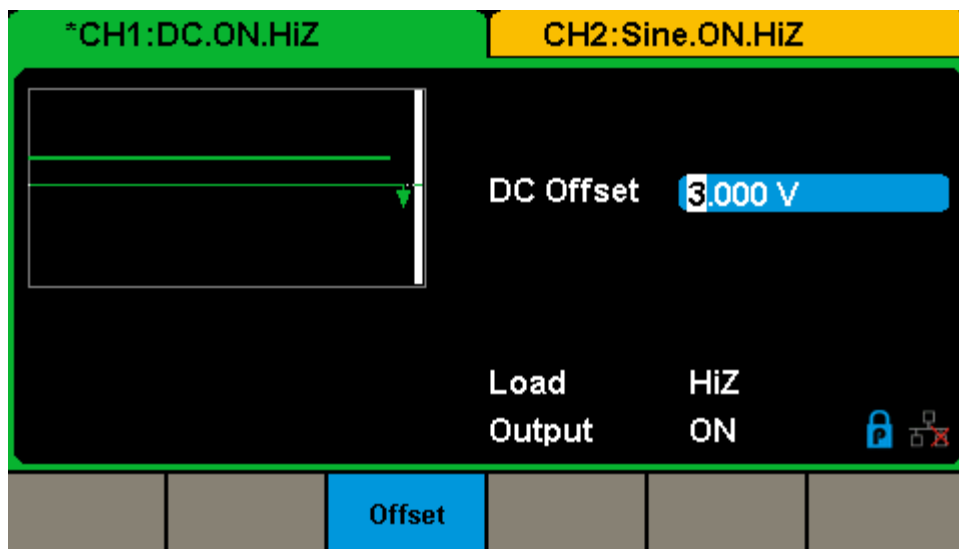 *CH1:DC.ON.HiZ
CH2:Sine.ON.HiZ
DC Offset 3.000 V
Load HiZ
Output ON
P
Offset